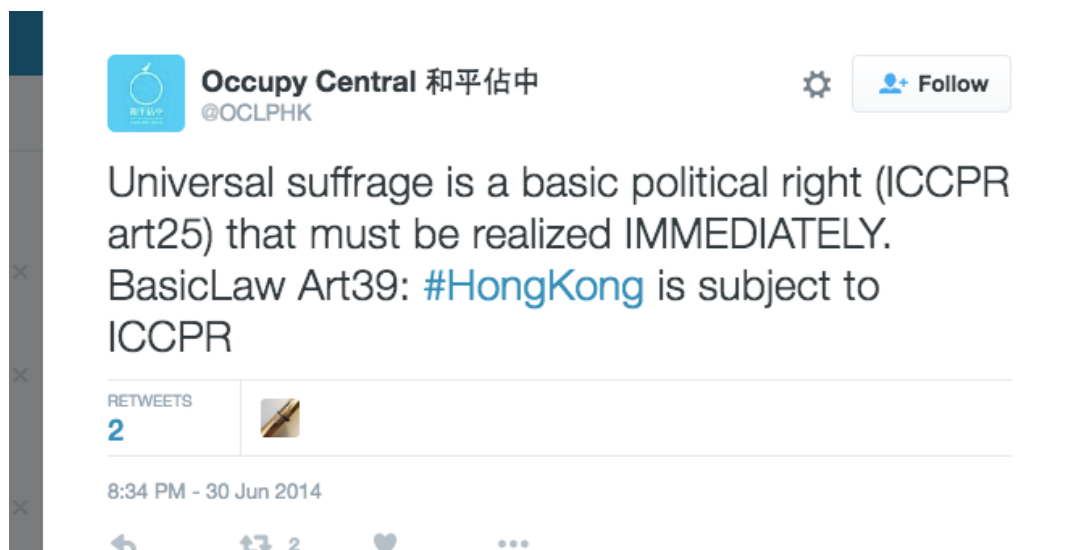 Occupy Central 和平佔中
@OCLPHK
Follow
Universal suffrage is a basic political right (ICCPR
art25) that must be realized IMMEDIATELY.
BasicLaw Art39: #HongKong is subject to
ICCPR
RETWEETS
2
8:34 PM - 30 Jun 2014
2